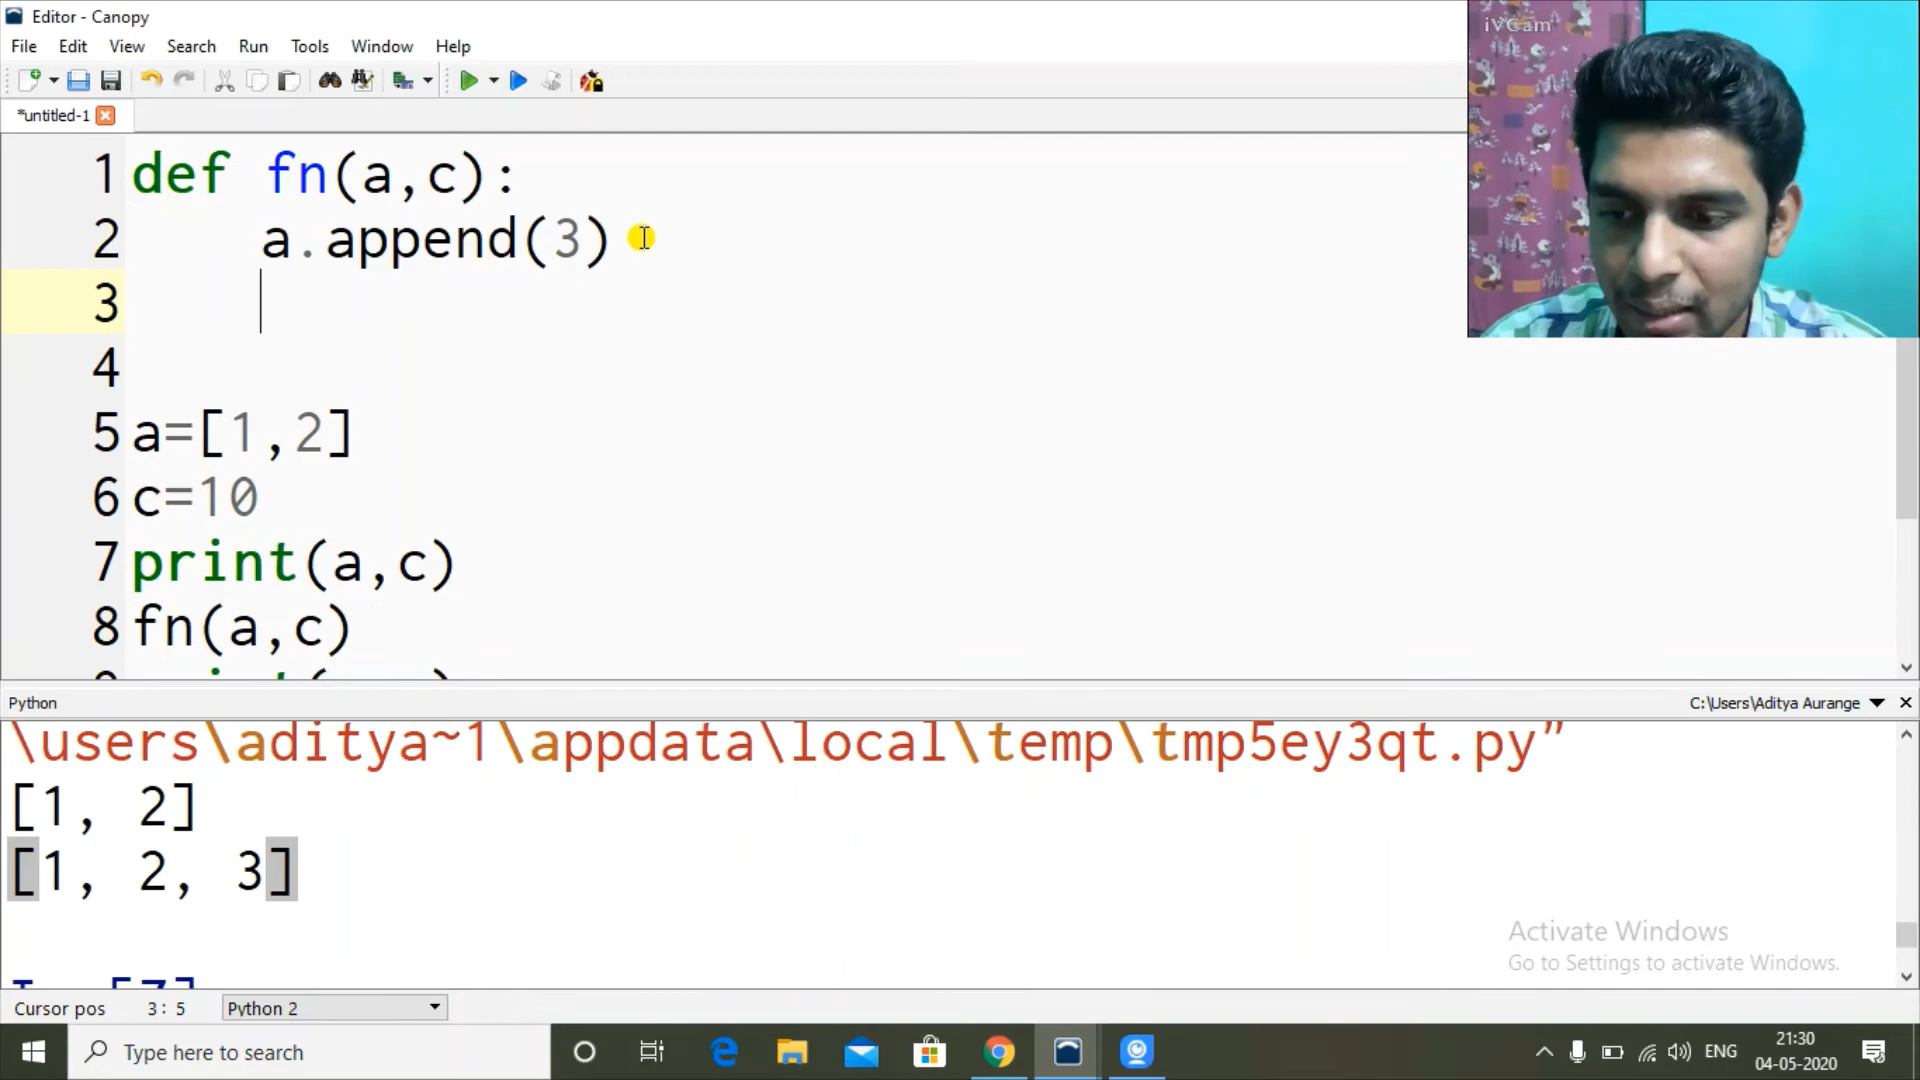 Editor - Canopy
File Edit View Search Run Tools Window Help
iVCam
*untitled-1
1 def fn(a,c):
2 a.append(3)
3
4
5 a=[1,2]
6 c=10
7 print(a,c)
8 fn(a,c)
Python C:\Users\Aditya Aurange
\users\aditya~1\appdata\local\temp\tmp5ey3qt.py"
[1, 2]
[1, 2, 3]
Activate Windows
Go to Settings to activate Windows.
Cursor pos 3: 5 Python 2
Type here to search
ENG
21:30
04-05-2020